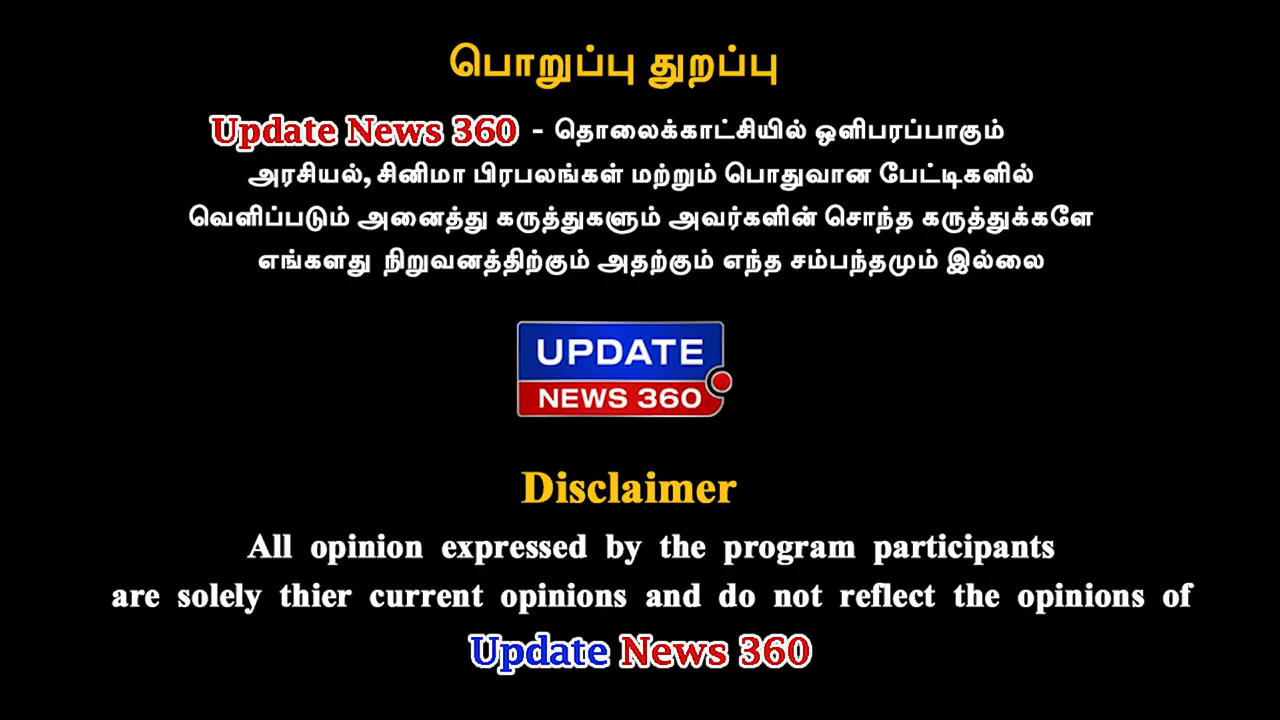 பொறுப்பு துறப்பு
Update News 360 - தொலைக்காட்சியில் ஒளிபரப்பாகும்
அரசியல், சினிமா பிரபலங்கள் மற்றும் பொதுவான பேட்டிகளில்
வெளிப்படும் அனைத்து கருத்துகளும் அவர்களின் சொந்த கருத்துக்களே
எங்களது நிறுவனத்திற்கும் அதற்கும் எந்த சம்பந்தமும் இல்லை
UPDATE
NEWS 360
Disclaimer
All opinion expressed by the program participants
are solely thier current opinions and do not reflect the opinions of
Update News 360